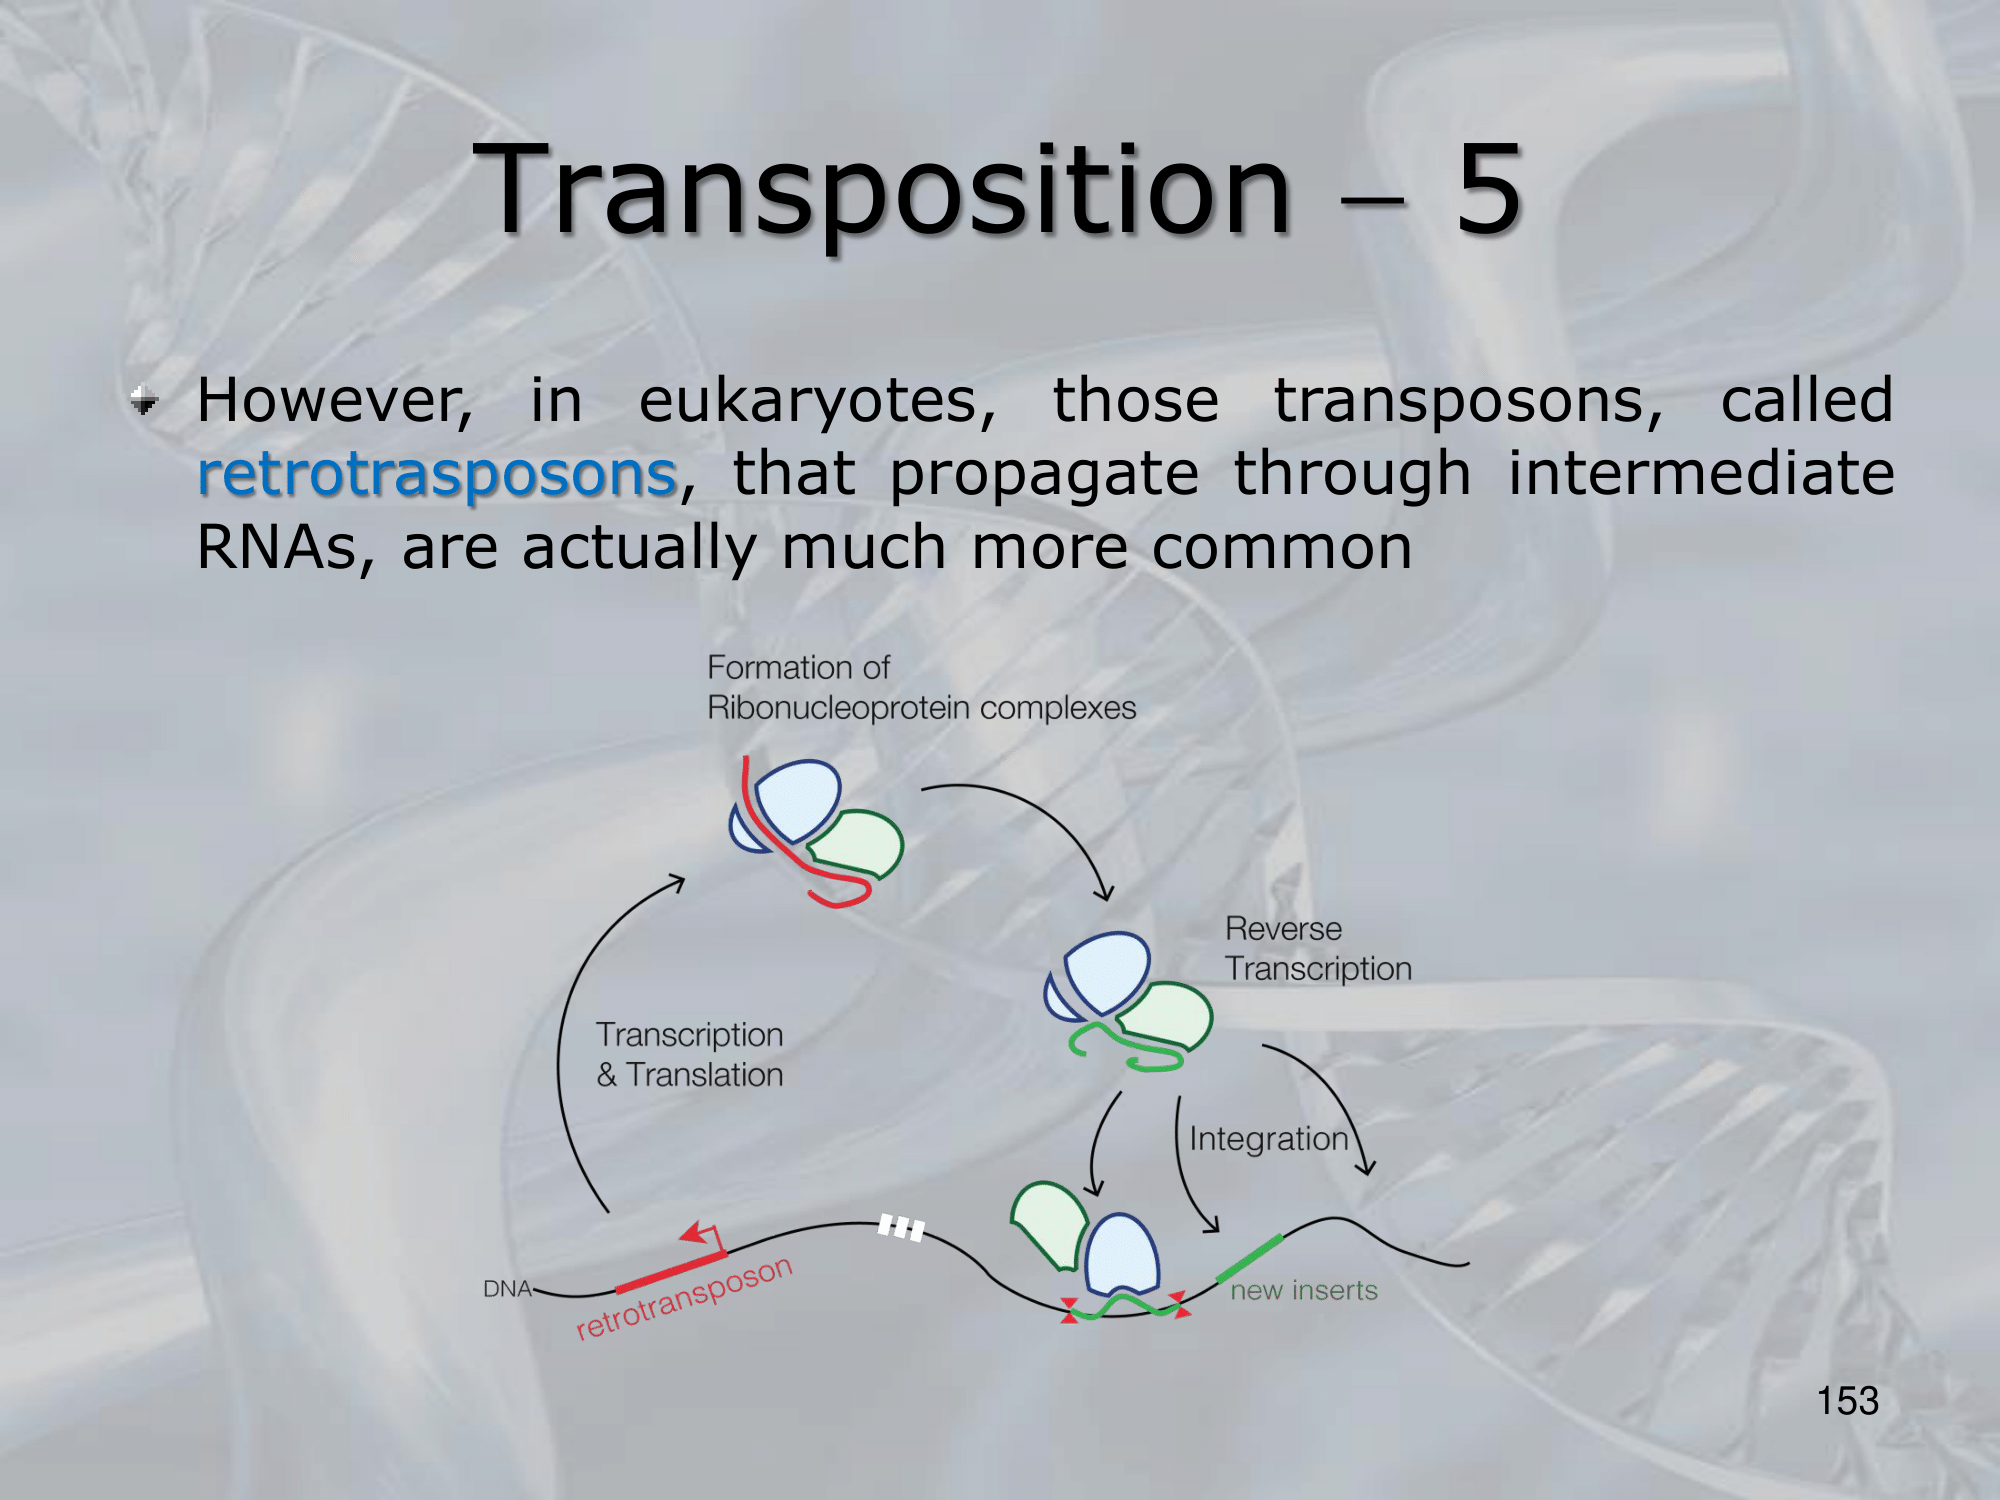 Transposition – 5
However, in eukaryotes, those transposons, called
retrotrasposons, that propagate through intermediate
RNAs, are actually much more common
Formation of
Ribonucleoprotein complexes
Reverse
Transcription
Transcription
& Translation
Integration
DNA
retrotransposon
new inserts
153